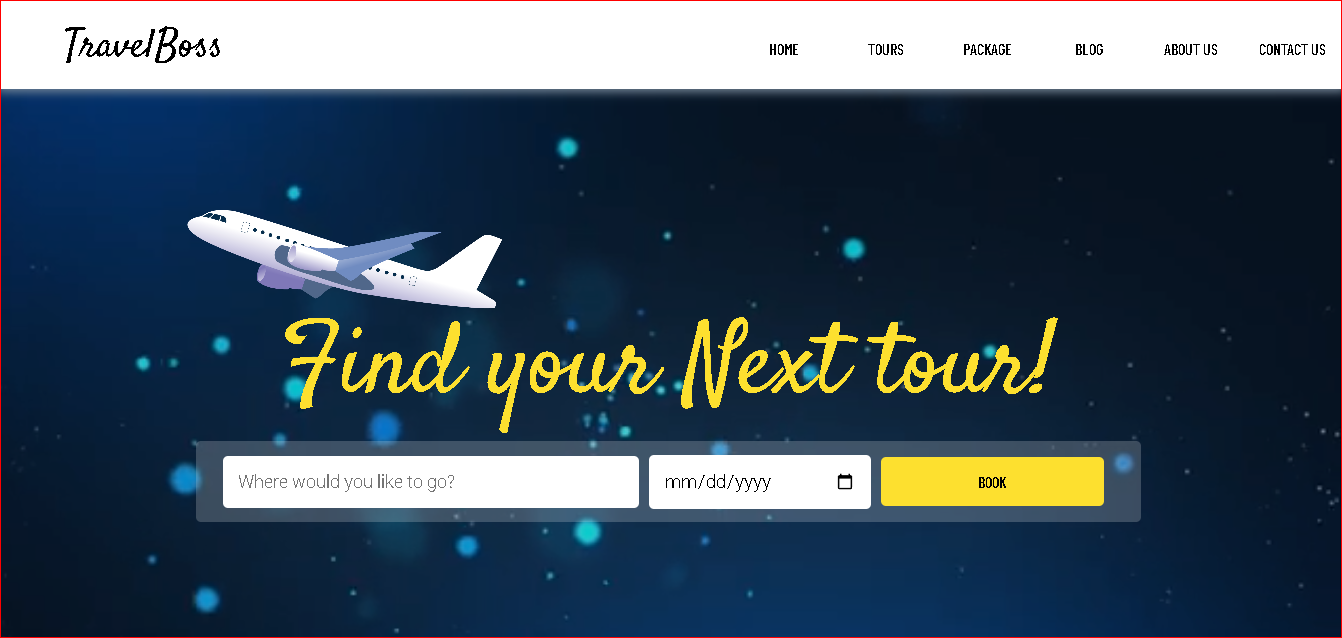 TravelBoss
HOME TOURS PACKAGE BLOG ABOUT US CONTACT US
Find your Next tour!
Where would you like to go? mm/dd/yyyy BOOK